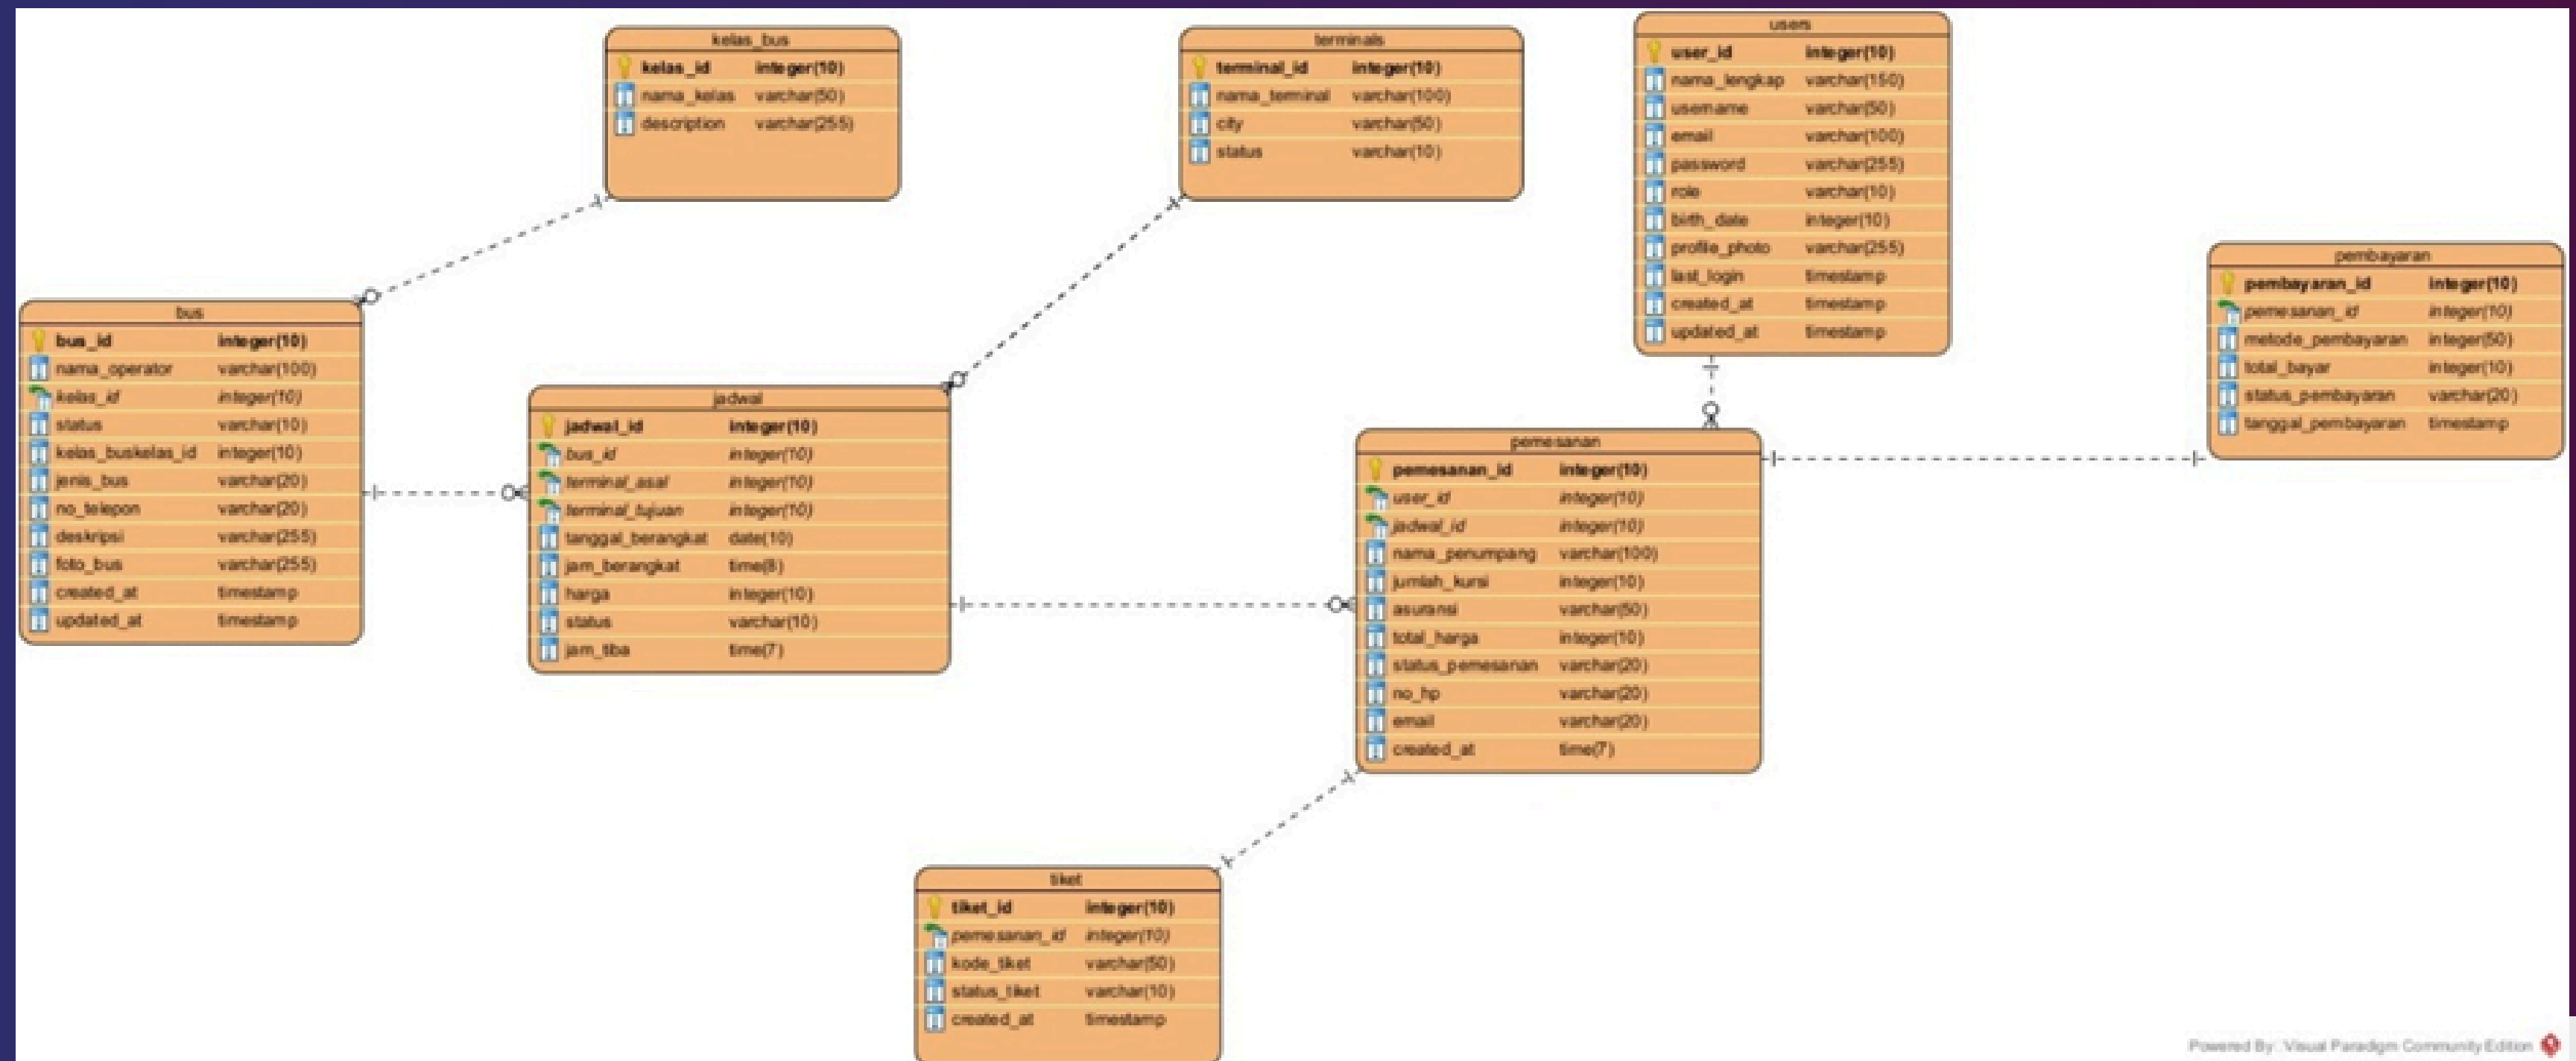 kelas_bus
kelas_id integer(10)
nama_kelas varchar(50)
description varchar(255)
terminals
terminal_id integer(10)
nama_terminal varchar(100)
city varchar(50)
status varchar(10)
users
user_id integer(10)
nama_lengkap varchar(150)
username varchar(50)
email varchar(100)
password varchar(255)
role varchar(10)
birth_date integer(10)
profile_photo varchar(255)
last_login timestamp
created_at timestamp
updated_at timestamp
pembayaran
pembayaran_id integer(10)
pemesanan_id integer(10)
metode_pembayaran integer(50)
total_bayar integer(10)
status_pembayaran varchar(20)
tanggal_pembayaran timestamp
bus
bus_id integer(10)
nama_operator varchar(100)
kelas_id integer(10)
status varchar(10)
kelas_buskelas_id integer(10)
jenis_bus varchar(20)
no_telepon varchar(20)
deskripsi varchar(255)
foto_bus varchar(255)
created_at timestamp
updated_at timestamp
jadwal
jadwal_id integer(10)
bus_id integer(10)
terminal_asal integer(10)
terminal_tujuan integer(10)
tanggal_berangkat date(10)
jam_berangkat time(8)
harga integer(10)
status varchar(10)
jam_tiba time(7)
pemesanan
pemesanan_id integer(10)
user_id integer(10)
jadwal_id integer(10)
nama_penumpang varchar(100)
jumlah_kursi integer(10)
asuransi varchar(50)
total_harga integer(10)
status_pemesanan varchar(20)
no_hp varchar(20)
email varchar(20)
created_at time(7)
tiket
tiket_id integer(10)
pemesanan_id integer(10)
kode_tiket varchar(50)
status_tiket varchar(10)
created_at timestamp
Powered By: Visual Paradigm Community Edition